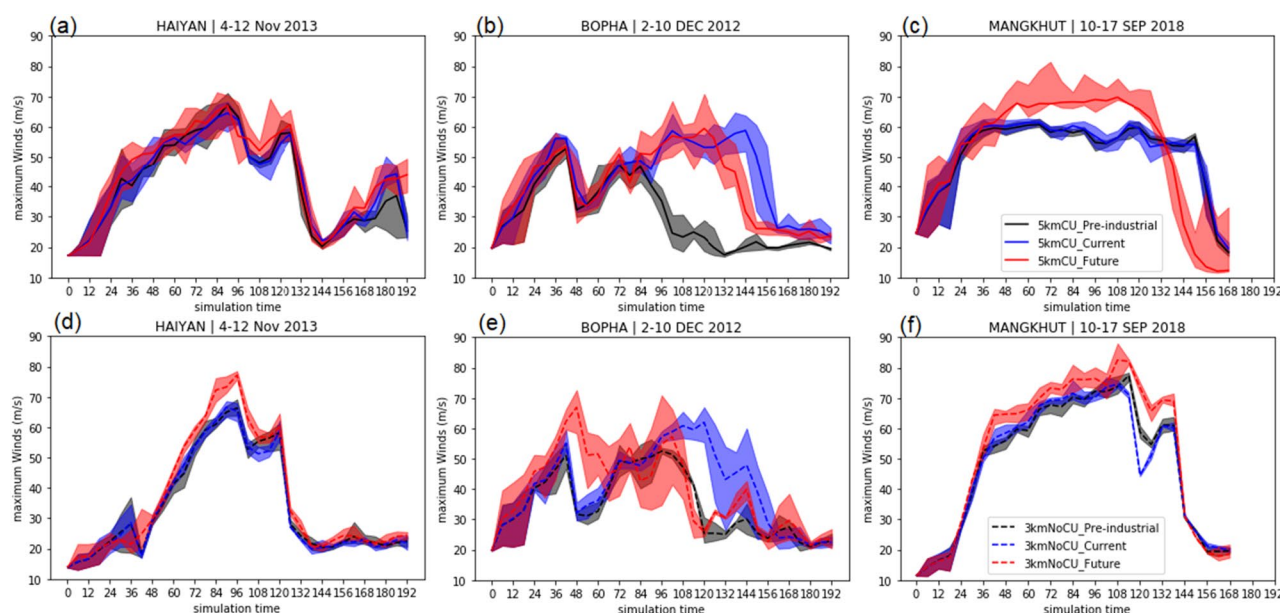 (a) HAIYAN | 4-12 Nov 2013
(b) BOPHA | 2-10 DEC 2012
(c) MANGKHUT | 10-17 SEP 2018
maximum Winds (m/s)
90
80
70
60
50
40
30
20
10
0 12 24 36 48 60 72 84 96 108 120 132 144 156 168 180 192
simulation time
maximum Winds (m/s)
90
80
70
60
50
40
30
20
10
0 12 24 36 48 60 72 84 96 108 120 132 144 156 168 180 192
simulation time
maximum Winds (m/s)
90
80
70
60
50
40
30
20
10
5kmCU_Pre-industrial
5kmCU_Current
5kmCU_Future
0 12 24 36 48 60 72 84 96 108 120 132 144 156 168 180 192
simulation time
(d) HAIYAN | 4-12 Nov 2013
(e) BOPHA | 2-10 DEC 2012
(f) MANGKHUT | 10-17 SEP 2018
maximum Winds (m/s)
90
80
70
60
50
40
30
20
10
0 12 24 36 48 60 72 84 96 108 120 132 144 156 168 180 192
simulation time
maximum Winds (m/s)
90
80
70
60
50
40
30
20
10
0 12 24 36 48 60 72 84 96 108 120 132 144 156 168 180 192
simulation time
maximum Winds (m/s)
90
80
70
60
50
40
30
20
10
3kmNoCU_Pre-industrial
3kmNoCU_Current
3kmNoCU_Future
0 12 24 36 48 60 72 84 96 108 120 132 144 156 168 180 192
simulation time